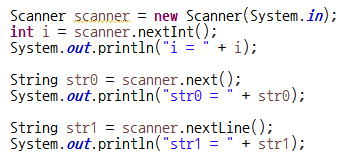 Scanner scanner = new Scanner(System.in);
int i = scanner.nextInt();
System.out.println("i = " + i);
String str0 = scanner.next();
System.out.println("str0 = " + str0);
String str1 = scanner.nextLine();
System.out.println("str1 = " + str1);